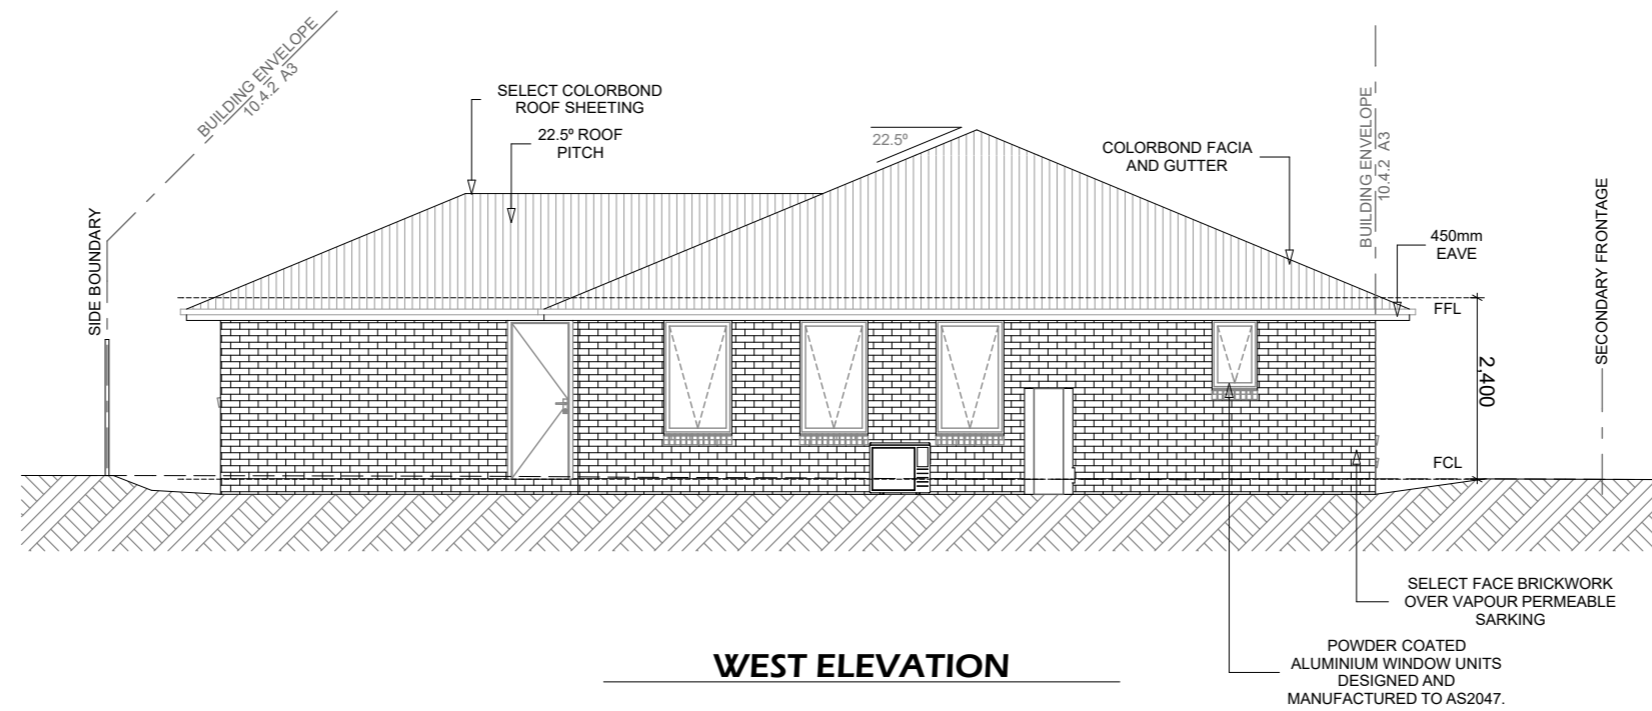 BUILDING ENVELOPE
10.4.2 A3
SELECT COLORBOND
ROOF SHEETING
22.5º ROOF
PITCH
22.5º
COLORBOND FACIA
AND GUTTER
BUILDING ENVELOPE
10.4.2 A3
SIDE BOUNDARY
SECONDARY FRONTAGE
450mm
EAVE
FFL
2,400
FCL
SELECT FACE BRICKWORK
OVER VAPOUR PERMEABLE
SARKING
POWDER COATED
ALUMINIUM WINDOW UNITS
DESIGNED AND
MANUFACTURED TO AS2047.
WEST ELEVATION